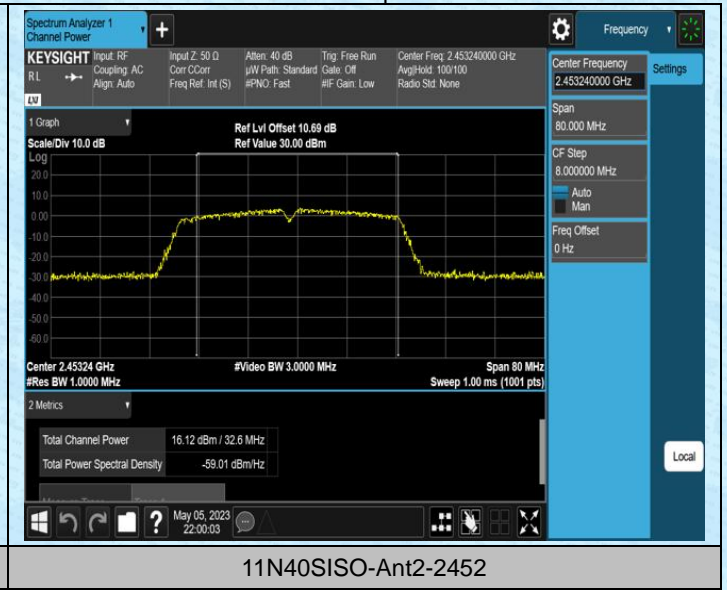 Spectrum Analyzer 1
Channel Power
Frequency
KEYSIGHT
Input: RF
Input Z: 50 Ω
Atten: 40 dB
Trig: Free Run
Center Freq: 2.453240000 GHz
RL
Coupling: AC
Corr CCorr
µW Path: Standard
Gate: Off
Avg|Hold: 100/100
Align: Auto
Freq Ref: Int (S)
#PNO: Fast
#IF Gain: Low
Radio Std: None
Center Frequency
2.453240000 GHz
Settings
Span
80.000 MHz
CF Step
8.000000 MHz
Auto
Man
Freq Offset
0 Hz
1 Graph
Ref Lvl Offset 10.69 dB
Scale/Div 10.0 dB
Ref Value 30.00 dBm
Log
20.0
10.0
0.00
-10.0
-20.0
-30.0
-40.0
-50.0
-60.0
Center 2.45324 GHz
#Video BW 3.0000 MHz
Span 80 MHz
#Res BW 1.0000 MHz
Sweep 1.00 ms (1001 pts)
2 Metrics
Total Channel Power
16.12 dBm / 32.6 MHz
Total Power Spectral Density
-59.01 dBm/Hz
Local
?
May 05, 2023
22:00:03
11N40SISO-Ant2-2452